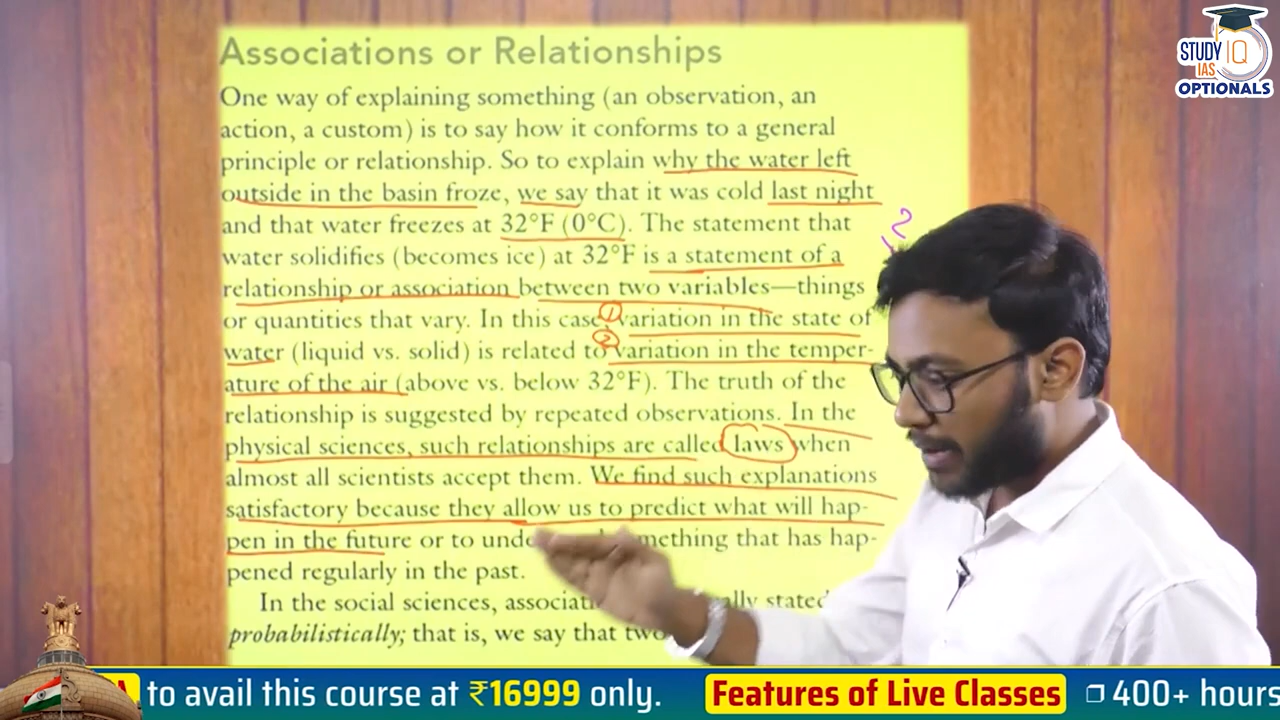 Associations or Relationships
One way of explaining something (an observation, an
action, a custom) is to say how it conforms to a general
principle or relationship. So to explain why the water left
outside in the basin froze, we say that it was cold last night
and that water freezes at 32°F (0°C). The statement that
water solidifies (becomes ice) at 32°F is a statement of a
relationship or association between two variables—things
or quantities that vary. In this case, variation in the state of
water (liquid vs. solid) is related to variation in the temper-
ature of the air (above vs. below 32°F). The truth of the
relationship is suggested by repeated observations. In the
physical sciences, such relationships are called laws when
almost all scientists accept them. We find such explanations
satisfactory because they allow us to predict what will hap-
pen in the future or to unde mething that has hap-
pened regularly in the past.
In the social sciences, associati ally stated
probabilistically; that is, we say that two
1
2
2
STUDY IQ
IAS
OPTIONALS
A to avail this course at ₹16999 only. Features of Live Classes 400+ hours